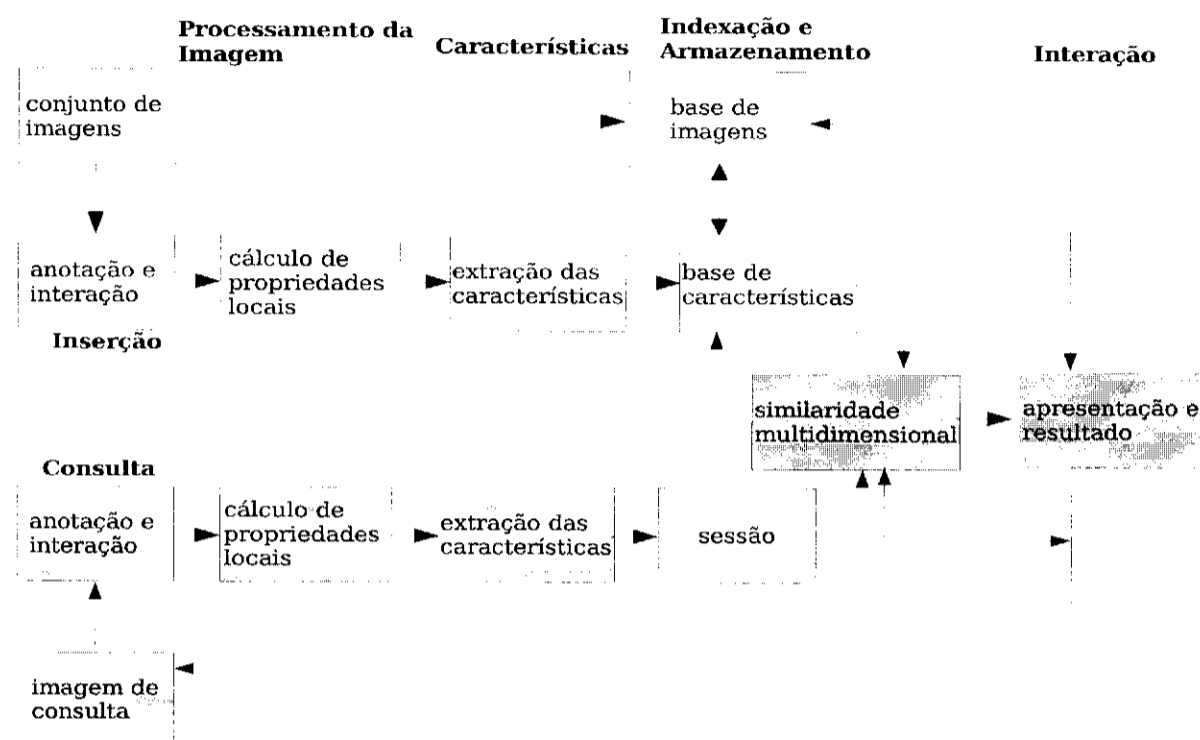 Processamento da
Imagem
Características
Indexação e
Armazenamento
Interação
conjunto de
imagens
base de
imagens
anotação e
interação
cálculo de
propriedades
locais
extração das
características
base de
características
Inserção
similaridade
multidimensional
apresentação e
resultado
Consulta
anotação e
interação
cálculo de
propriedades
locais
extração das
características
sessão
imagem de
consulta